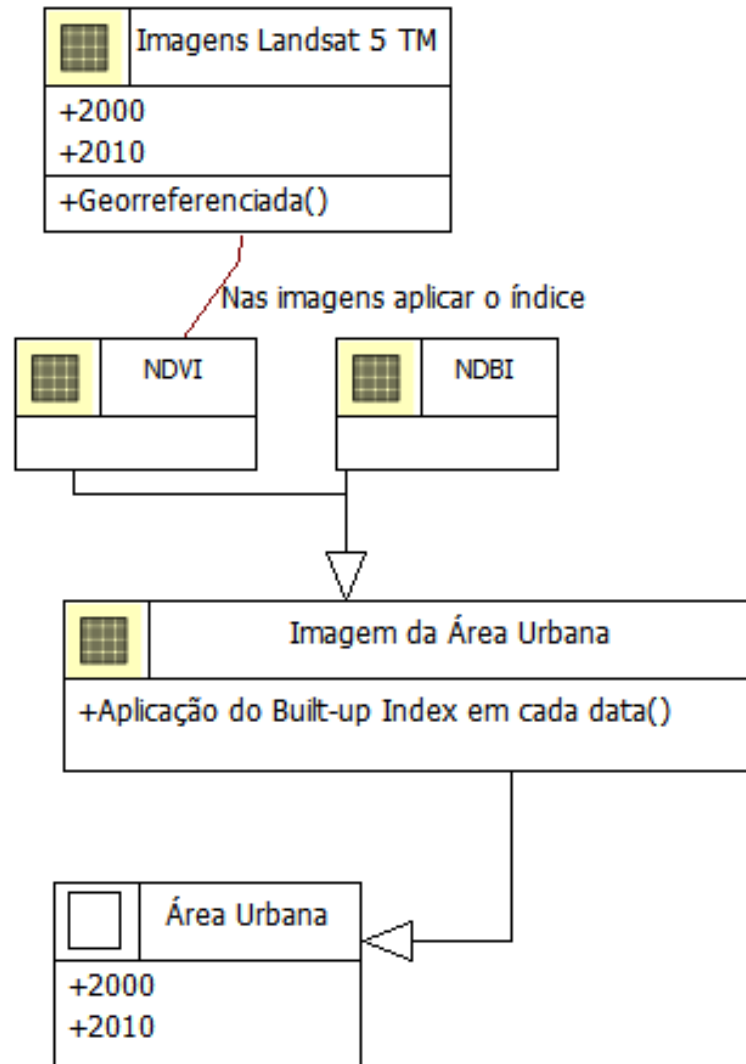 Imagens Landsat 5 TM
+2000
+2010
+Georreferenciada()
Nas imagens aplicar o índice
NDVI
NDBI
Imagem da Área Urbana
+Aplicação do Built-up Index em cada data()
Área Urbana
+2000
+2010